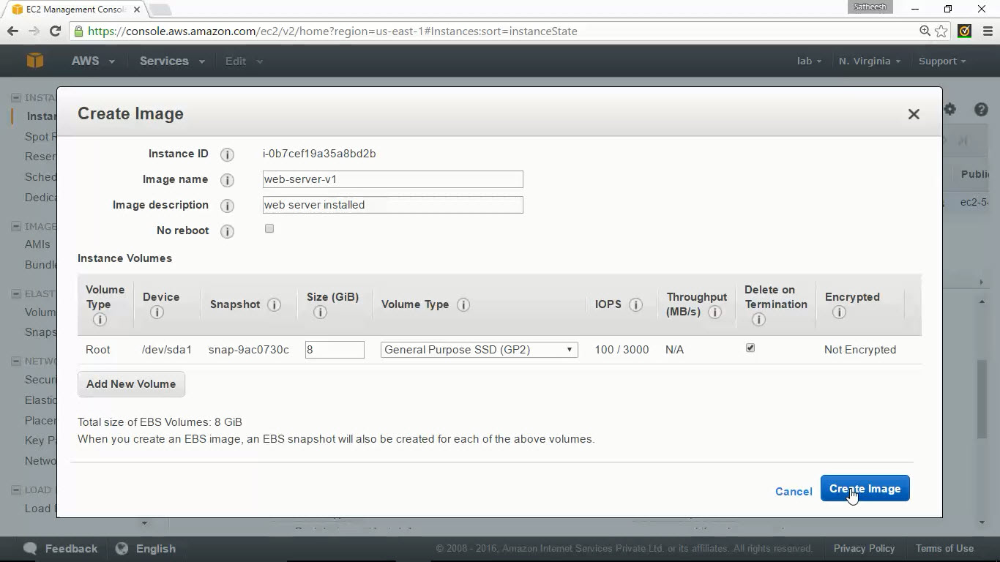 EC2 Management Consol
Satheesh
https://console.aws.amazon.com/ec2/v2/home?region=us-east-1#Instances:sort=instanceState
AWS Services Edit lab N. Virginia Support
Create Image
Instance ID i-0b7cef19a35a8bd2b
Image name web-server-v1
Image description web server installed
No reboot
Instance Volumes
Volume Type Device Snapshot Size (GiB) Volume Type IOPS Throughput (MB/s) Delete on Termination Encrypted
Root /dev/sda1 snap-9ac0730c 8 General Purpose SSD (GP2) 100 / 3000 N/A Not Encrypted
Add New Volume
Total size of EBS Volumes: 8 GiB
When you create an EBS image, an EBS snapshot will also be created for each of the above volumes.
Cancel Create Image
INSTA
Instar
Spot R
Reser
Sched
Dedica
IMAGE
AMIs
Bundle
ELAST
Volum
Snaps
NETWO
Securi
Elastic
Placer
Key Pa
Netwo
LOAD
Load B
Publi
ec2-5
Feedback English © 2008 - 2016, Amazon Internet Services Private Ltd. or its affiliates. All rights reserved. Privacy Policy Terms of Use